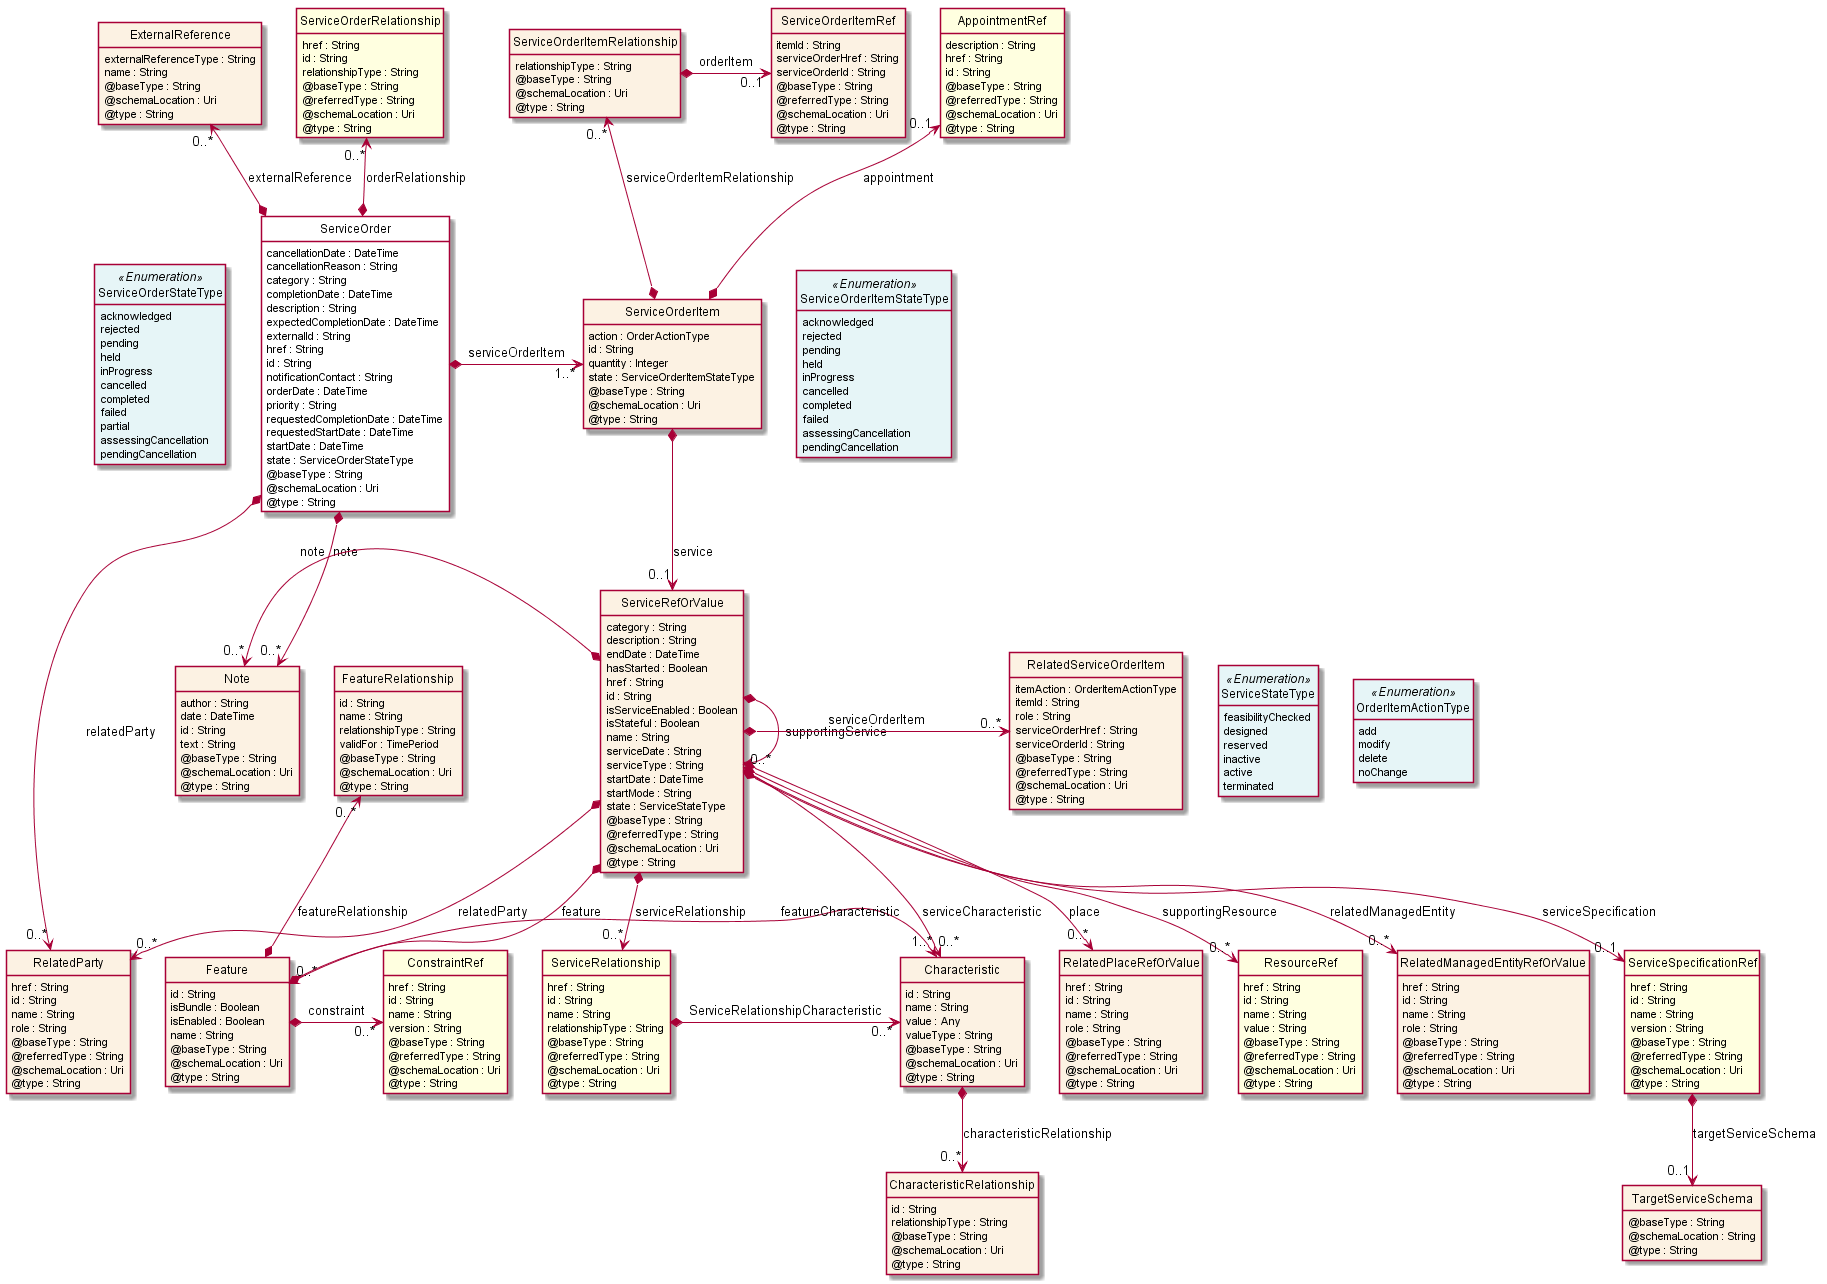 ExternalReference
externalReferenceType : String
name : String
@baseType : String
@schemaLocation : Uri
@type : String
ServiceOrderRelationship
href : String
id : String
relationshipType : String
@baseType : String
@referredType : String
@schemaLocation : Uri
@type : String
ServiceOrderItemRelationship
relationshipType : String
@baseType : String
@schemaLocation : Uri
@type : String
orderItem
0..1
ServiceOrderItemRef
itemId : String
serviceOrderHref : String
serviceOrderId : String
@baseType : String
@referredType : String
@schemaLocation : Uri
@type : String
AppointmentRef
description : String
href : String
id : String
@baseType : String
@referredType : String
@schemaLocation : Uri
@type : String
0..*
0..*
0..*
0..1
externalReference
orderRelationship
serviceOrderItemRelationship
appointment
«Enumeration»
ServiceOrderStateType
acknowledged
rejected
pending
held
inProgress
cancelled
completed
failed
partial
assessingCancellation
pendingCancellation
ServiceOrder
cancellationDate : DateTime
cancellationReason : String
category : String
completionDate : DateTime
description : String
expectedCompletionDate : DateTime
externalId : String
href : String
id : String
notificationContact : String
orderDate : DateTime
priority : String
requestedCompletionDate : DateTime
requestedStartDate : DateTime
startDate : DateTime
state : ServiceOrderStateType
@baseType : String
@schemaLocation : Uri
@type : String
serviceOrderItem
1..*
ServiceOrderItem
action : OrderActionType
id : String
quantity : Integer
state : ServiceOrderItemStateType
@baseType : String
@schemaLocation : Uri
@type : String
«Enumeration»
ServiceOrderItemStateType
acknowledged
rejected
pending
held
inProgress
cancelled
completed
failed
assessingCancellation
pendingCancellation
note
note
service
0..1
0..*
0..*
relatedParty
Note
author : String
date : DateTime
id : String
text : String
@baseType : String
@schemaLocation : Uri
@type : String
FeatureRelationship
id : String
name : String
relationshipType : String
validFor : TimePeriod
@baseType : String
@schemaLocation : Uri
@type : String
0..*
ServiceRefOrValue
category : String
description : String
endDate : DateTime
hasStarted : Boolean
href : String
id : String
isServiceEnabled : Boolean
isStateful : Boolean
name : String
serviceDate : String
serviceType : String
startDate : DateTime
startMode : String
state : ServiceStateType
@baseType : String
@referredType : String
@schemaLocation : Uri
@type : String
serviceOrderItem
0..*
supportingService
0..*
RelatedServiceOrderItem
itemAction : OrderItemActionType
itemId : String
role : String
serviceOrderHref : String
serviceOrderId : String
@baseType : String
@referredType : String
@schemaLocation : Uri
@type : String
«Enumeration»
ServiceStateType
feasibilityChecked
designed
reserved
inactive
active
terminated
«Enumeration»
OrderItemActionType
add
modify
delete
noChange
featureRelationship
relatedParty
feature
serviceRelationship
featureCharacteristic
serviceCharacteristic
place
supportingResource
relatedManagedEntity
serviceSpecification
0..*
0..*
0..*
0..*
1..*
0..*
0..*
0..*
0..*
0..1
RelatedParty
href : String
id : String
name : String
role : String
@baseType : String
@referredType : String
@schemaLocation : Uri
@type : String
Feature
id : String
isBundle : Boolean
isEnabled : Boolean
name : String
@baseType : String
@schemaLocation : Uri
@type : String
constraint
0..*
ConstraintRef
href : String
id : String
name : String
version : String
@baseType : String
@referredType : String
@schemaLocation : Uri
@type : String
ServiceRelationship
href : String
id : String
name : String
relationshipType : String
@baseType : String
@referredType : String
@schemaLocation : Uri
@type : String
ServiceRelationshipCharacteristic
0..*
Characteristic
id : String
name : String
value : Any
valueType : String
@baseType : String
@schemaLocation : Uri
@type : String
RelatedPlaceRefOrValue
href : String
id : String
name : String
role : String
@baseType : String
@referredType : String
@schemaLocation : Uri
@type : String
ResourceRef
href : String
id : String
name : String
value : String
@baseType : String
@referredType : String
@schemaLocation : Uri
@type : String
RelatedManagedEntityRefOrValue
href : String
id : String
name : String
role : String
@baseType : String
@referredType : String
@schemaLocation : Uri
@type : String
ServiceSpecificationRef
href : String
id : String
name : String
version : String
@baseType : String
@referredType : String
@schemaLocation : Uri
@type : String
characteristicRelationship
0..*
targetServiceSchema
0..1
CharacteristicRelationship
id : String
relationshipType : String
@baseType : String
@schemaLocation : Uri
@type : String
TargetServiceSchema
@baseType : String
@schemaLocation : String
@type : String